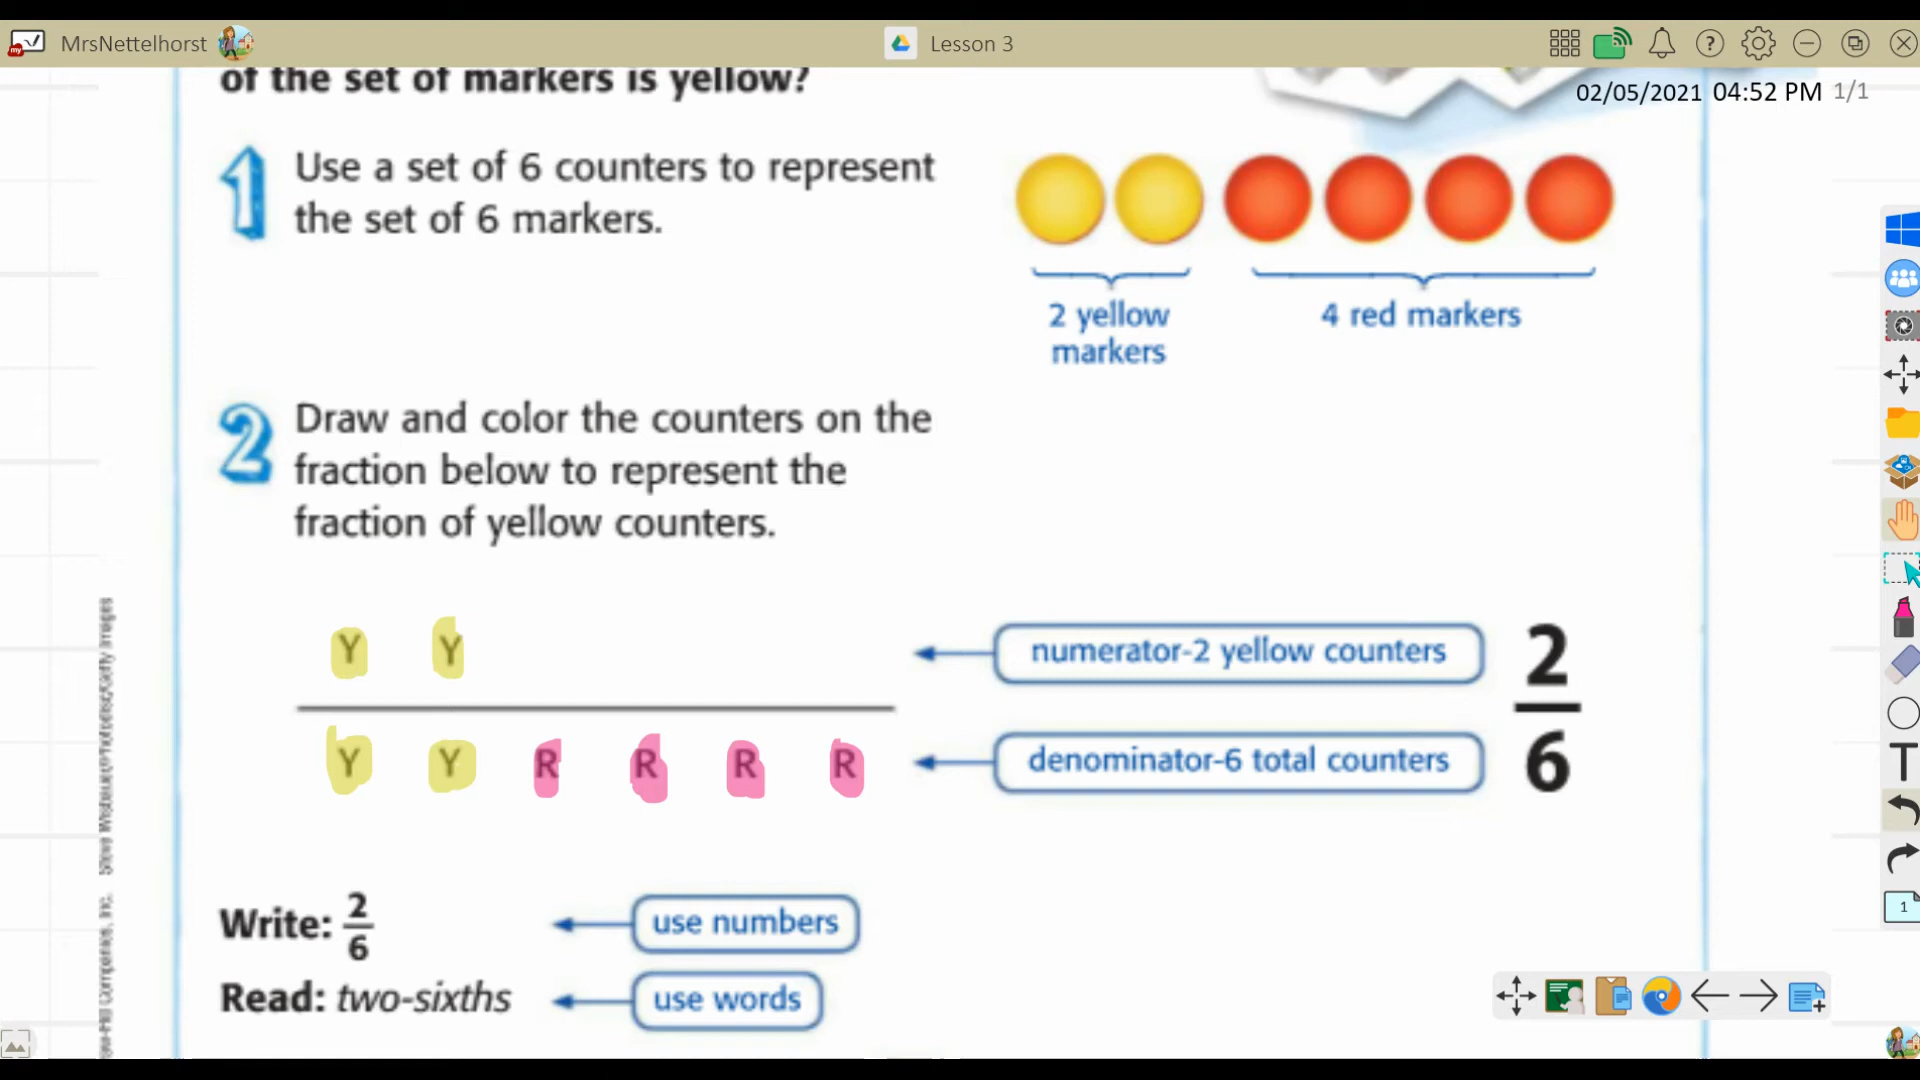 MrsNettelhorst
Lesson 3
02/05/2021 04:52 PM 1/1
of the set of markers is yellow?
1 Use a set of 6 counters to represent
the set of 6 markers.
2 yellow
markers
4 red markers
2 Draw and color the counters on the
fraction below to represent the
fraction of yellow counters.
Y Y
numerator-2 yellow counters
2
Y Y R R R R
denominator-6 total counters
6
Write: 2/6
use numbers
Read: two-sixths
use words
T
1